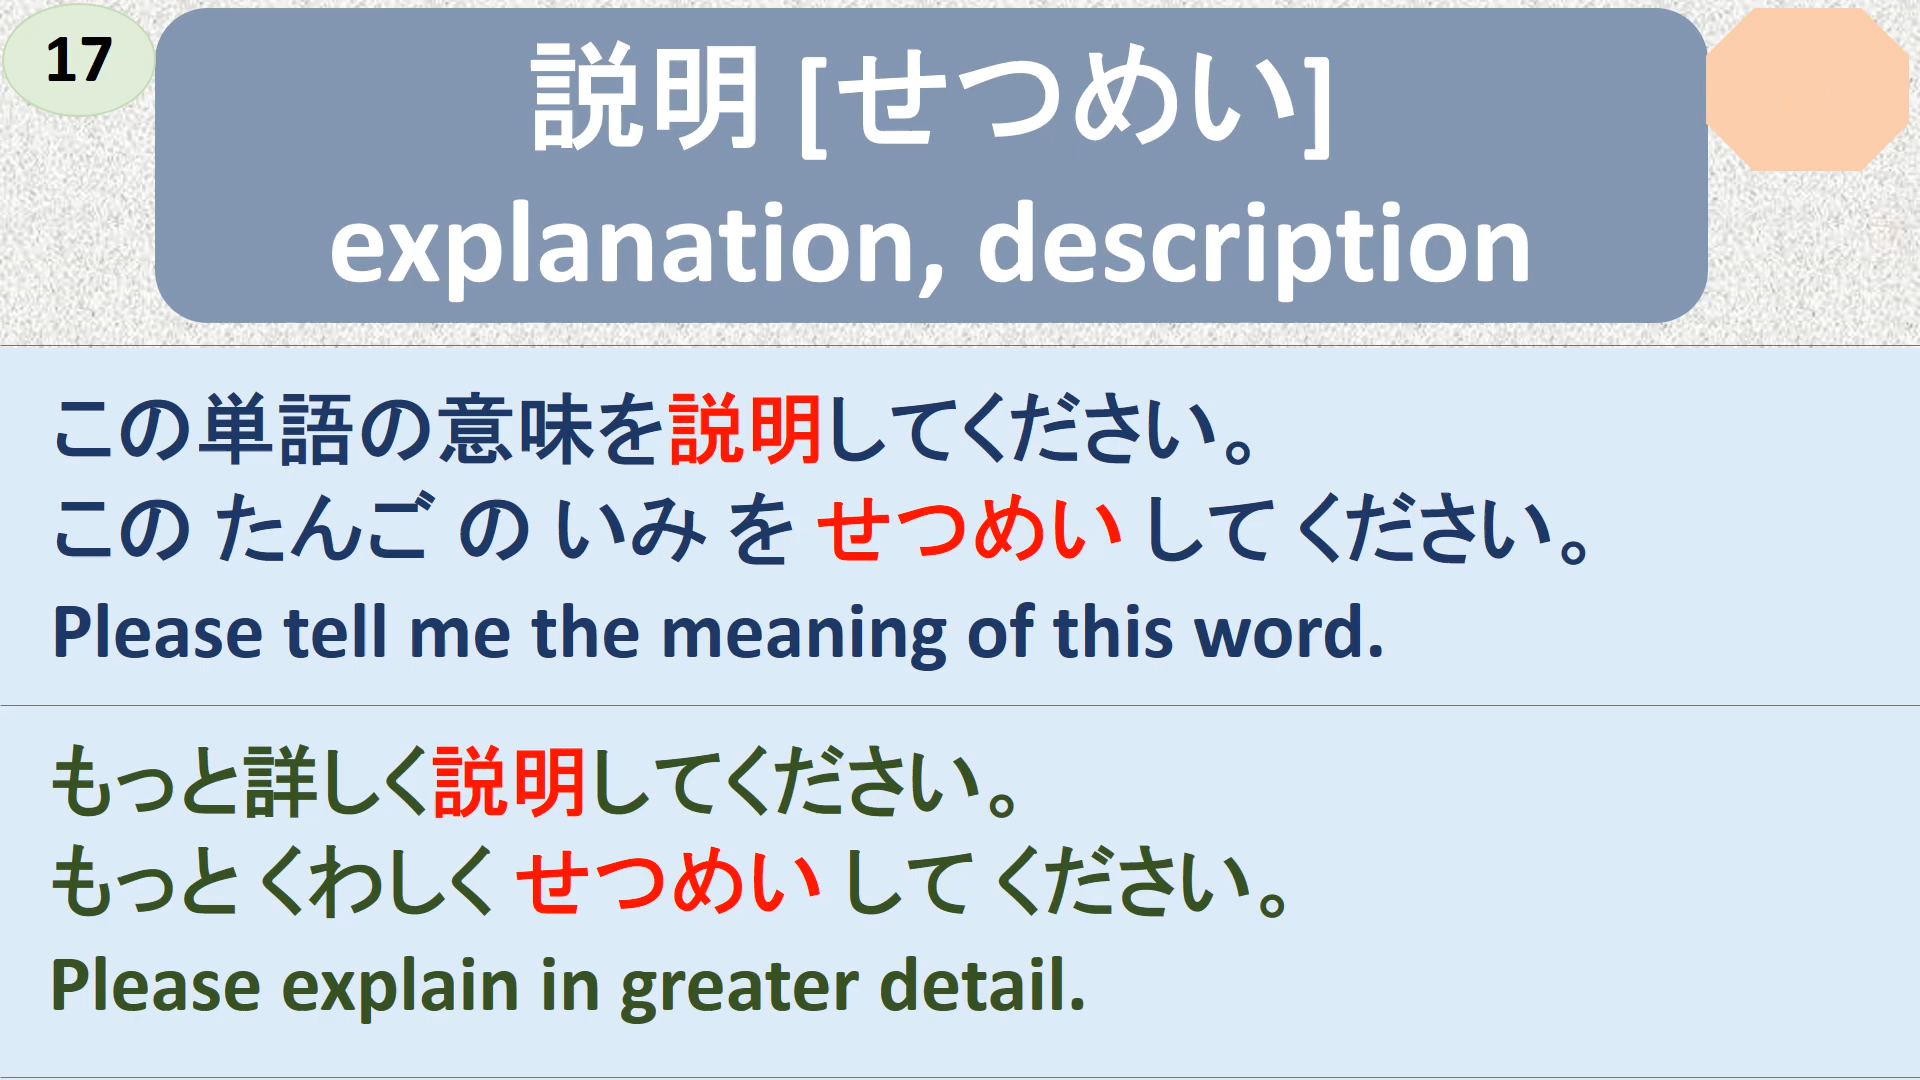 17
説明 [せつめい]
explanation, description
この単語の意味を説明してください。
この たんご の いみ を せつめい して ください。
Please tell me the meaning of this word.
もっと詳しく説明してください。
もっと くわしく せつめい して ください。
Please explain in greater detail.